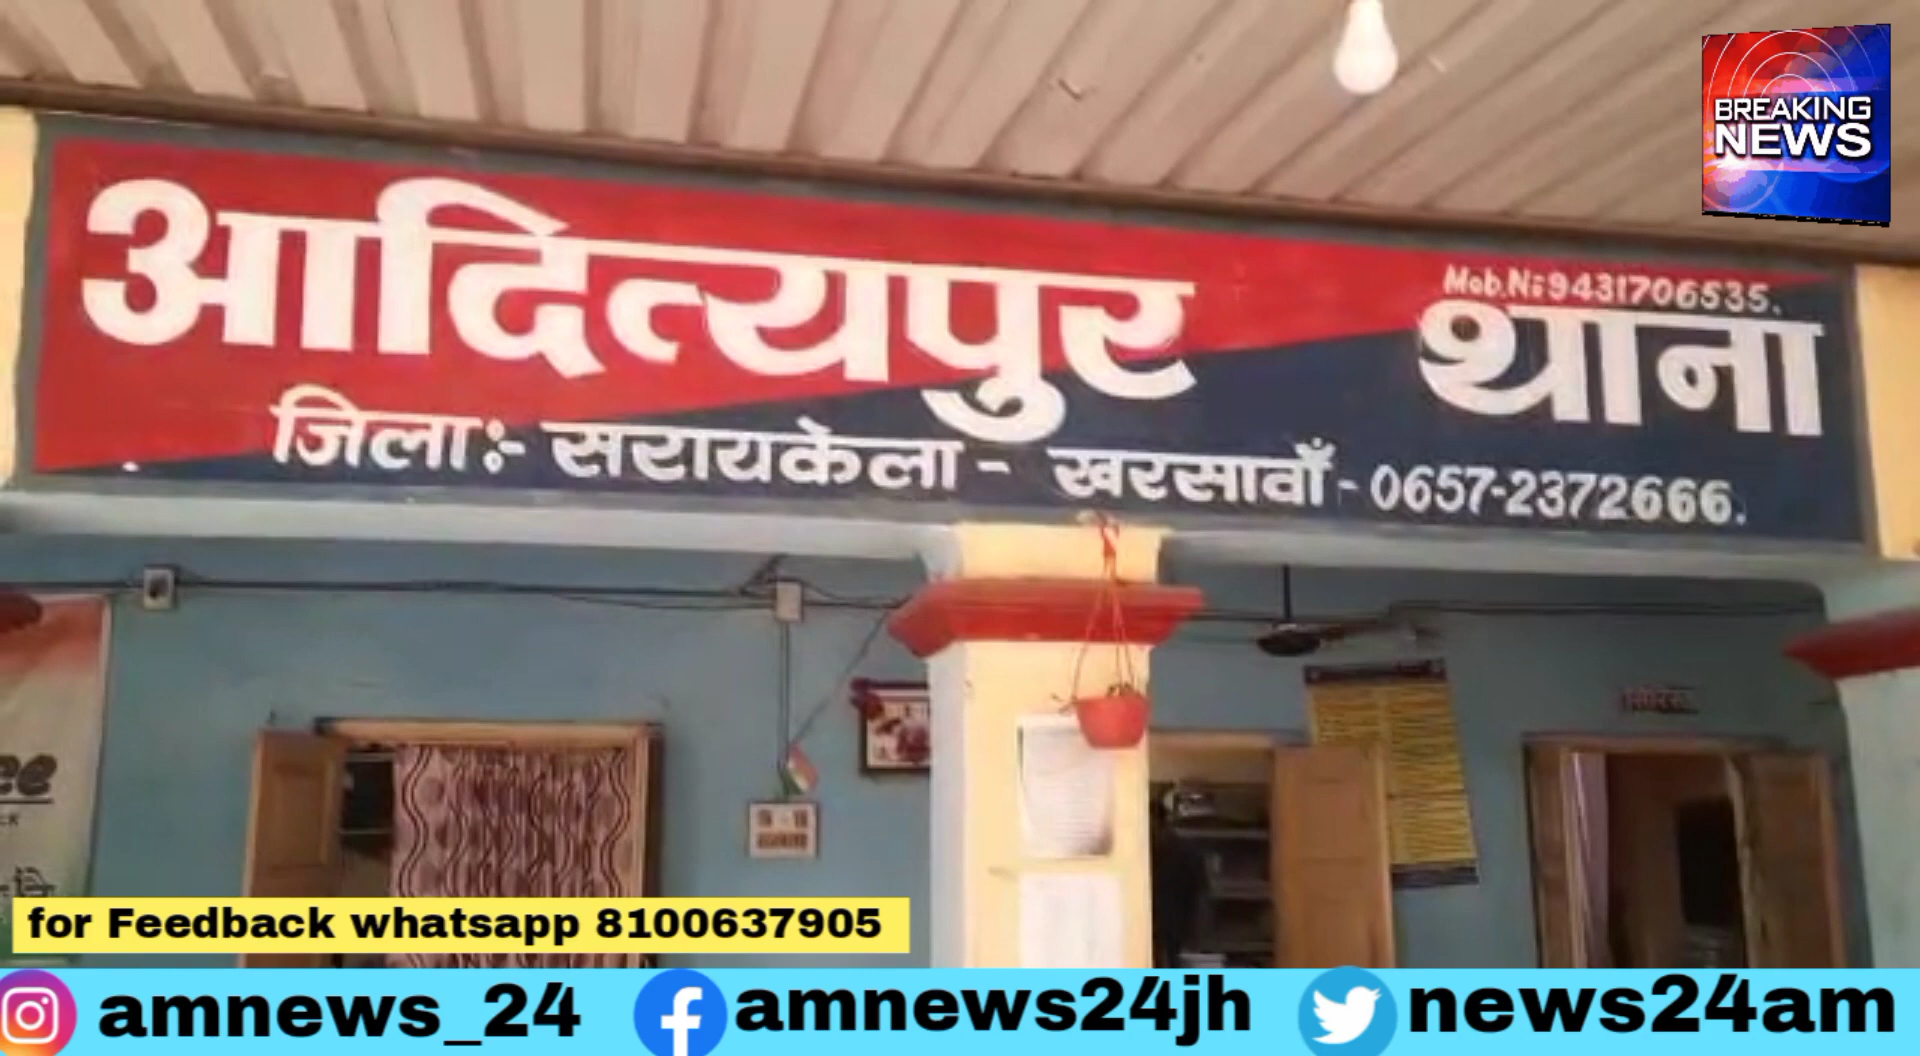 BREAKING
NEWS
Mob.N:9431706535.
आदित्यपुर थाना
जिला:- सरायकेला - खरसावाँ - 0657-2372666.
for Feedback whatsapp 8100637905
amnews_24 amnews24jh news24am